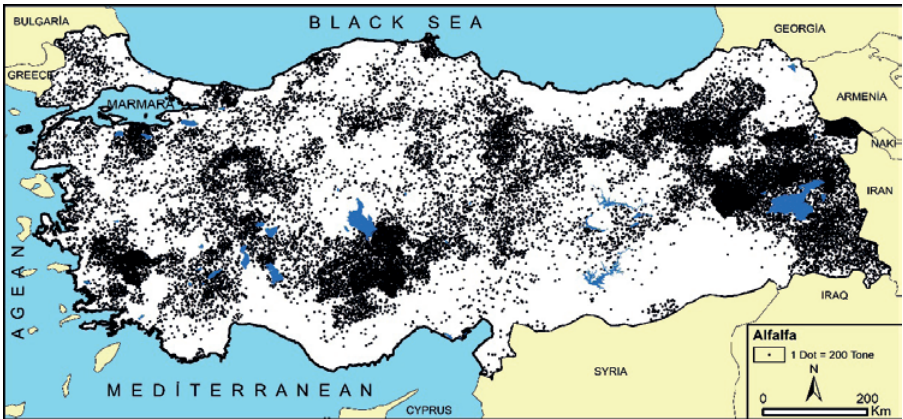 BLACK SEA
BULGARİA
GEORGİA
GREECE
MARMARA
ARMENİA
NAKI
IRAN
AGEAN
IRAQ
Alfalfa
1 Dot = 200 Tone
N
SYRIA
0 200
Km
MEDİTERRANEAN
CYPRUS